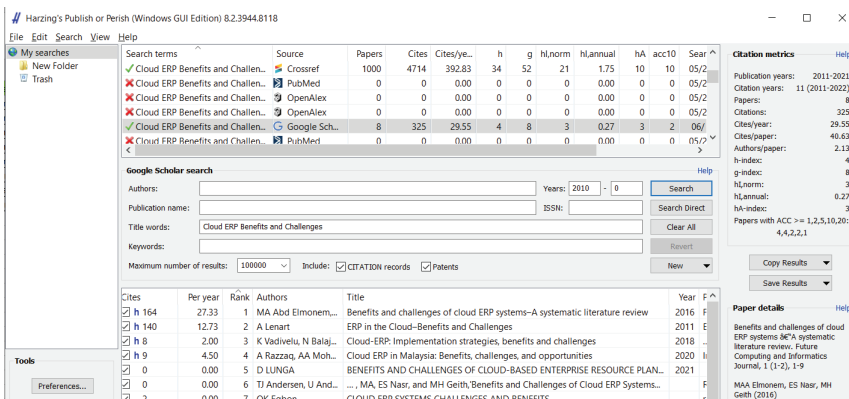 Harzing's Publish or Perish (Windows GUI Edition) 8.2.3944.8118
File Edit Search View Help
My searches
New Folder
Trash
Search terms Source Papers Cites Cites/ye... h g hI,norm hI,annual hA acc10 Sear
Cloud ERP Benefits and Challen... Crossref 1000 4714 392.83 34 52 21 1.75 10 10 05/2
Cloud ERP Benefits and Challen... PubMed 0 0 0.00 0 0 0 0.00 0 0 05/2
Cloud ERP Benefits and Challen... OpenAlex 0 0 0.00 0 0 0 0.00 0 0 05/2
Cloud ERP Benefits and Challen... OpenAlex 0 0 0.00 0 0 0 0.00 0 0 05/2
Cloud ERP Benefits and Challen... Google Sch... 8 325 29.55 4 8 3 0.27 3 2 06/
Cloud ERP Benefits and Challen... PubMed 0 0 0.00 0 0 0 0.00 0 0 05/2
Google Scholar search Help
Authors: Years: 2010 - 0 Search
Publication name: ISSN: Search Direct
Title words: Cloud ERP Benefits and Challenges Clear All
Keywords: Revert
Maximum number of results: 100000 Include: CITATION records Patents New
Cites Per year Rank Authors Title Year
h 164 27.33 1 MA Abd Elmonem,... Benefits and challenges of cloud ERP systems–A systematic literature review 2016
h 140 12.73 2 A Lenart ERP in the Cloud–Benefits and Challenges 2011
h 8 2.00 3 K Vadivelu, N Balaj... Cloud-ERP: Implementation strategies, benefits and challenges 2018 ...
h 9 4.50 4 A Razzaq, AA Moh... Cloud ERP in Malaysia: Benefits, challenges, and opportunities 2020
0 0.00 5 D LUNGA BENEFITS AND CHALLENGES OF CLOUD-BASED ENTERPRISE RESOURCE PLAN... 2021
0 0.00 6 TJ Andersen, U And... ..., MA, ES Nasr, and MH Geith,'Benefits and Challenges of Cloud ERP Systems...
2 0.00 7 CLOUD ERP SYSTEMS CHALLENGES AND BENEFITS
Tools
Preferences...
Citation metrics Help
Publication years: 2011-2021
Citation years: 11 (2011-2022)
Papers: 8
Citations: 325
Cites/year: 29.55
Cites/paper: 40.63
Authors/paper: 2.13
h-index: 4
g-index: 8
hI,norm: 3
hI,annual: 0.27
hA-index: 3
Papers with ACC >= 1,2,5,10,20:
4,4,2,2,1
Copy Results
Save Results
Paper details Help
Benefits and challenges of cloud
ERP systems â€"A systematic
literature review. Future
Computing and Informatics
Journal, 1 (1-2), 1-9
MAA Elmonem, ES Nasr, MH
Geith (2016)